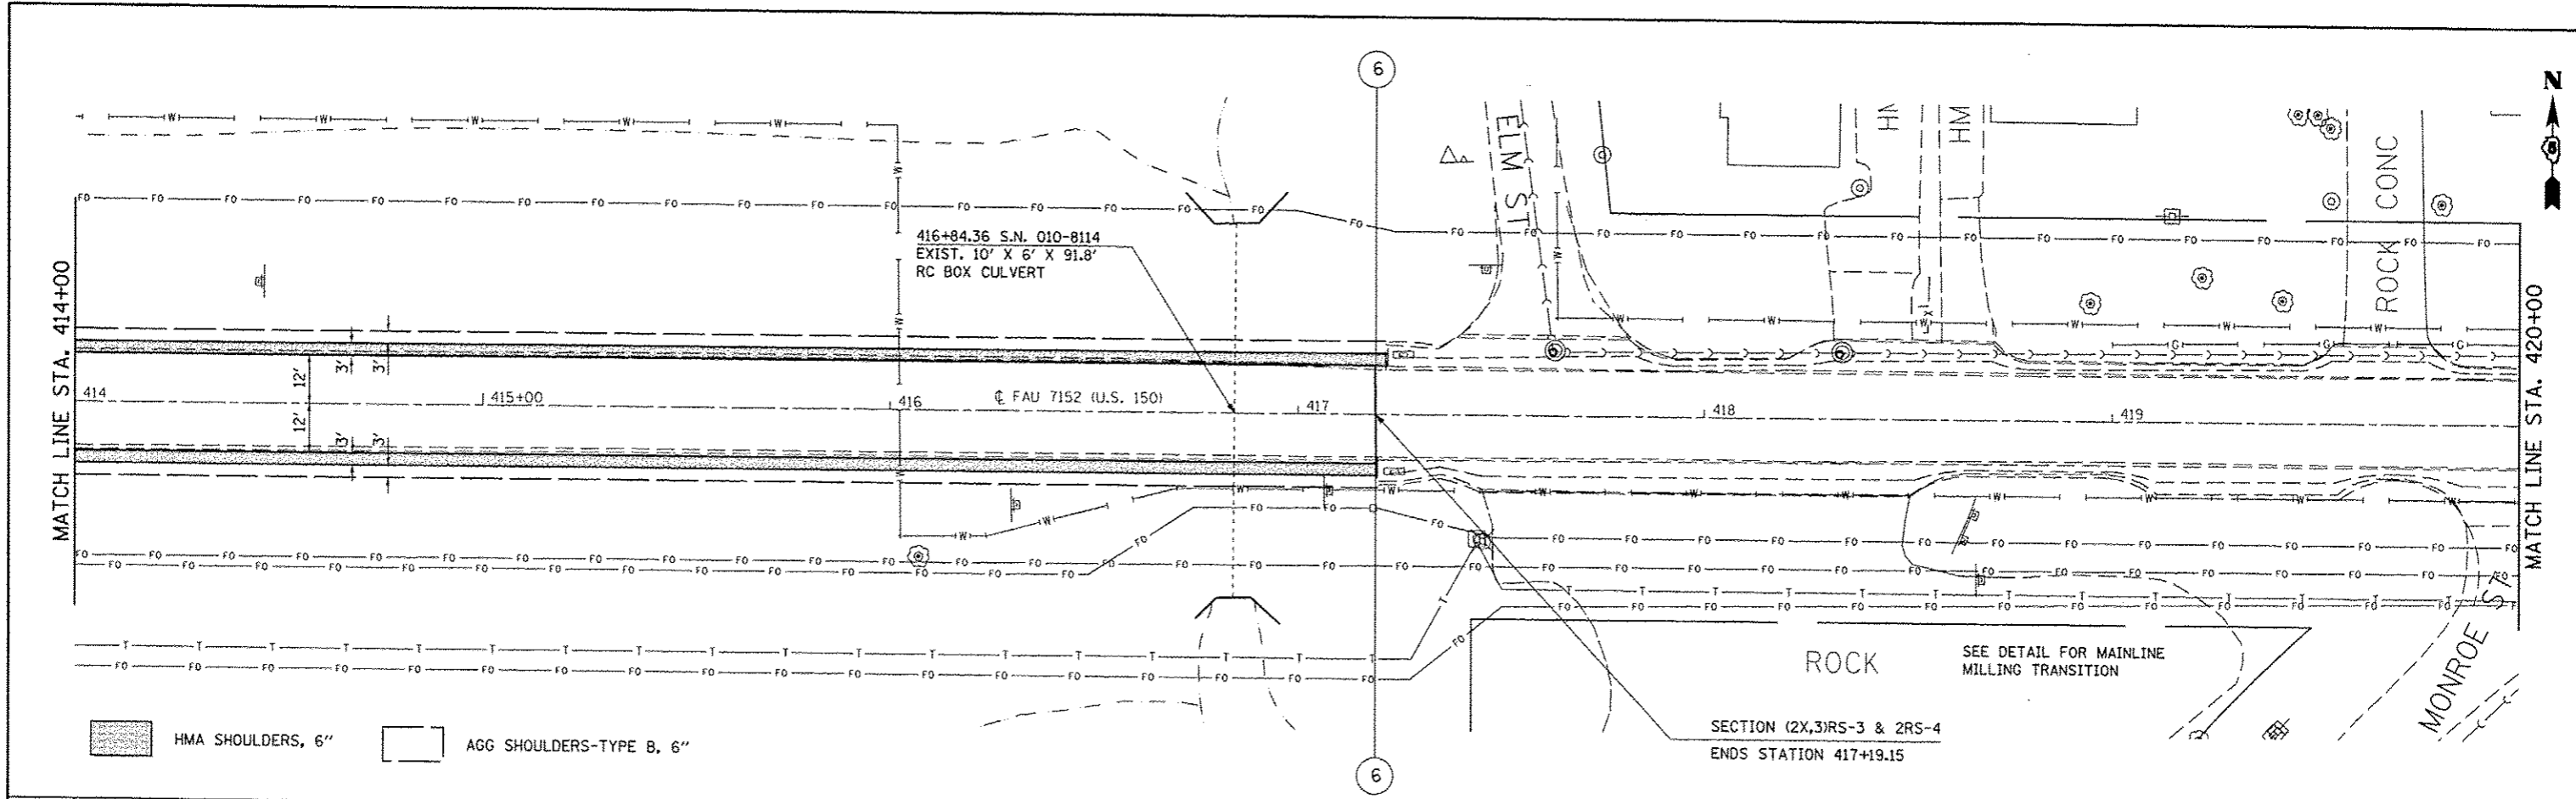 6
N
ELM ST
HM
HM
ROCK CONC
416+84.36 S.N. 010-8114
EXIST. 10' X 6' X 91.8'
RC BOX CULVERT
MATCH LINE STA. 414+00
MATCH LINE STA. 420+00
12'
3'
3'
12'
3'
3'
414
415+00
416
℄ FAU 7152 (U.S. 150)
417
418
419
ROCK
SEE DETAIL FOR MAINLINE
MILLING TRANSITION
MONROE ST
HMA SHOULDERS, 6"
AGG SHOULDERS-TYPE B, 6"
SECTION (2X,3)RS-3 & 2RS-4
ENDS STATION 417+19.15
6